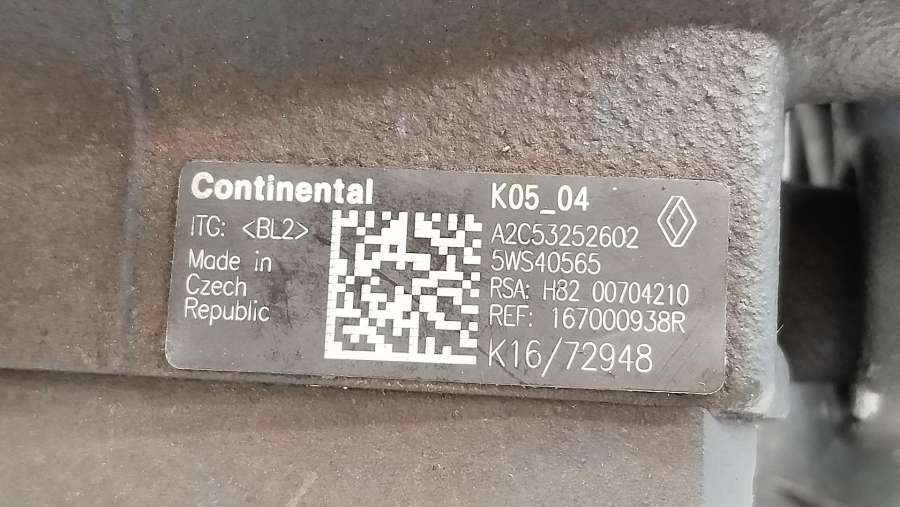 Continental
ITC: <BL2>
Made in
Czech
Republic
K05_04
A2C53252602
5WS40565
RSA: H82 00704210
REF: 167000938R
K16/72948